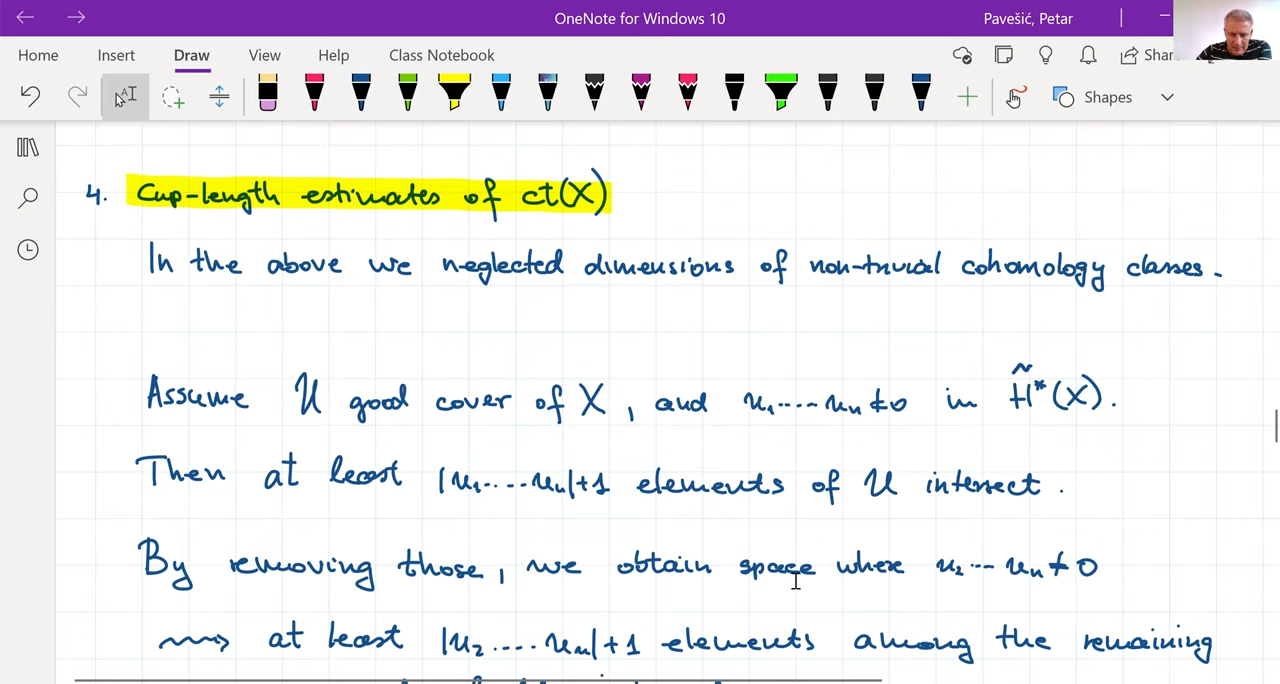 OneNote for Windows 10
Pavešić, Petar
Home Insert Draw View Help Class Notebook
Shar
Shapes
4. Cup-length estimates of ct(X)
In the above we neglected dimensions of non-trivial cohomology classes.
Assume 𝒰 good cover of X, and u₁....uₙ ≠ 0 in H̃*(X).
Then at least |u₁....uₙ|+1 elements of 𝒰 intersect.
By removing those, we obtain space where u₂...uₙ ≠ 0
⇝ at least |u₂....uₙ|+1 elements among the remaining